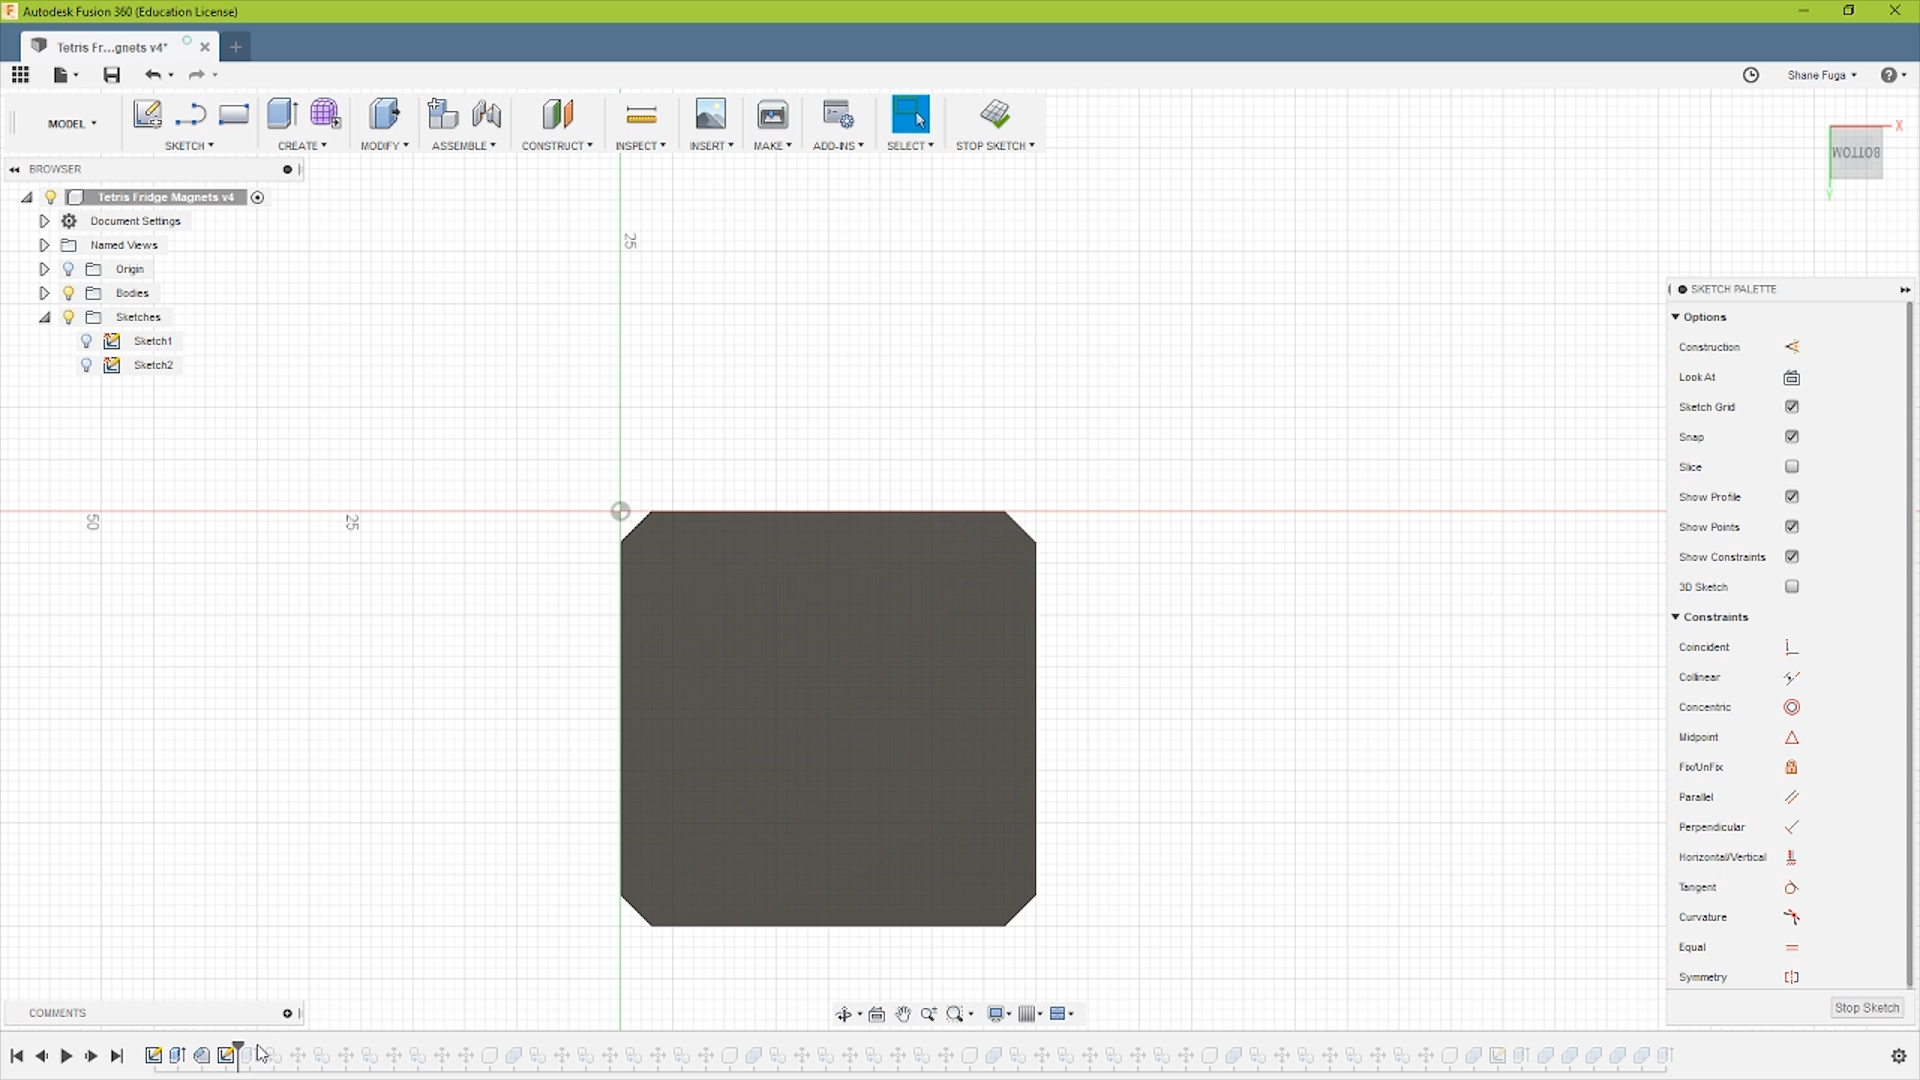 Autodesk Fusion 360 (Education License)
Tetris Fr...gnets v4*
Shane Fuga
MODEL
SKETCH
CREATE
MODIFY
ASSEMBLE
CONSTRUCT
INSPECT
INSERT
MAKE
ADD-INS
SELECT
STOP SKETCH
X
BOTTOM
Y
BROWSER
Tetris Fridge Magnets v4
Document Settings
Named Views
Origin
Bodies
Sketches
Sketch1
Sketch2
25
50
25
SKETCH PALETTE
Options
Construction
Look At
Sketch Grid
Snap
Slice
Show Profile
Show Points
Show Constraints
3D Sketch
Constraints
Coincident
Collinear
Concentric
Midpoint
Fix/UnFix
Parallel
Perpendicular
Horizontal/Vertical
Tangent
Curvature
Equal
Symmetry
Stop Sketch
COMMENTS